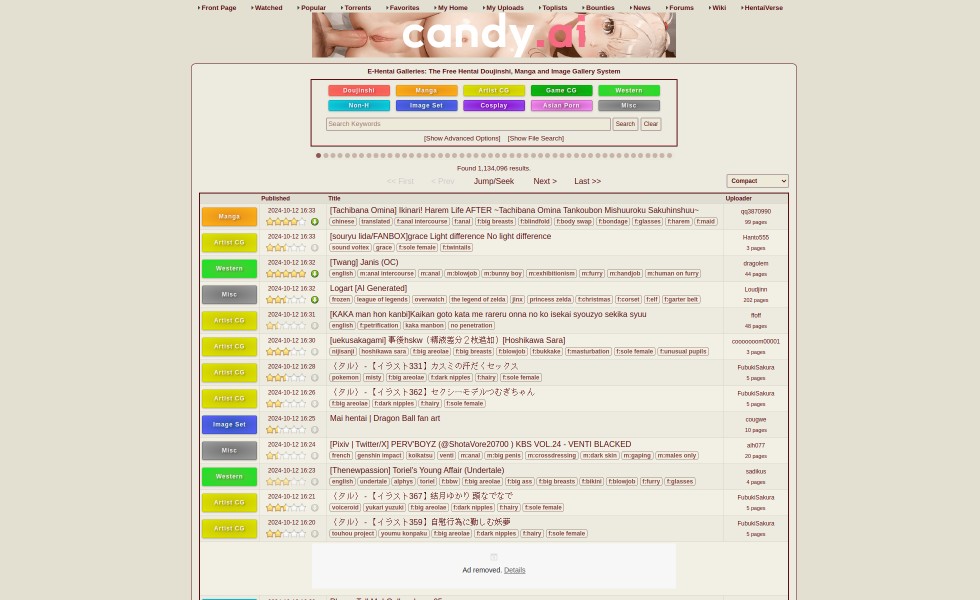 Front Page Watched Popular Torrents Favorites My Home My Uploads Toplists Bounties News Forums Wiki HentaiVerse
candy.ai
E-Hentai Galleries: The Free Hentai Doujinshi, Manga and Image Gallery System
Doujinshi Manga Artist CG Game CG Western
Non-H Image Set Cosplay Asian Porn Misc
Search Keywords Search Clear
[Show Advanced Options] [Show File Search]
Found 1,134,096 results.
<< First < Prev Jump/Seek Next > Last >> Compact
Published Title Uploader
Manga 2024-10-12 16:33 [Tachibana Omina] Ikinari! Harem Life AFTER ~Tachibana Omina Tankoubon Mishuuroku Sakuhinshuu~ qq3870990
chinese translated f:anal intercourse f:anal f:big breasts f:blindfold f:body swap f:bondage f:glasses f:harem f:maid 99 pages
Artist CG 2024-10-12 16:33 [souryu lida/FANBOX]grace Light difference No light difference Hanto555
sound voltex grace f:sole female f:twintails 3 pages
Western 2024-10-12 16:32 [Twang] Janis (OC) dragolem
english m:anal intercourse m:anal m:blowjob m:bunny boy m:exhibitionism m:furry m:handjob m:human on furry 44 pages
Misc 2024-10-12 16:32 Logart [AI Generated] Loudjinn
frozen league of legends overwatch the legend of zelda jinx princess zelda f:christmas f:corset f:elf f:garter belt 202 pages
Artist CG 2024-10-12 16:31 [KAKA man hon kanbi]Kaikan goto kata me rareru onna no ko isekai syouzyo sekika syuu ffoff
english f:petrification kaka manbon no penetration 48 pages
Artist CG 2024-10-12 16:30 [uekusakagami] 事後hskw（精液差分２枚追加）[Hoshikawa Sara] coooooom00001
nijisanji hoshikawa sara f:big areolae f:big breasts f:blowjob f:bukkake f:masturbation f:sole female f:unusual pupils 3 pages
Artist CG 2024-10-12 16:28 〈タル〉 - 【イラスト331】カスミの汗だくセックス FubukiSakura
pokemon misty f:big areolae f:dark nipples f:hairy f:sole female 5 pages
Artist CG 2024-10-12 16:26 〈タル〉 - 【イラスト362】セクシーモデルつむぎちゃん FubukiSakura
f:big areolae f:dark nipples f:hairy f:sole female 5 pages
Image Set 2024-10-12 16:25 Mai hentai | Dragon Ball fan art cougwe
10 pages
Misc 2024-10-12 16:24 [Pixiv | Twitter/X] PERV'BOYZ (@ShotaVore20700 ) KBS VOL.24 - VENTI BLACKED alh077
french genshin impact kolkatsu venti m:anal m:big penis m:crossdressing m:dark skin m:gaping m:males only 20 pages
Western 2024-10-12 16:23 [Thenewpassion] Toriel's Young Affair (Undertale) sadikus
english undertale alphys toriel f:bbw f:big areolae f:big ass f:big breasts f:bikini f:blowjob f:furry f:glasses 4 pages
Artist CG 2024-10-12 16:21 〈タル〉 - 【イラスト367】結月ゆかり 頭なでなで FubukiSakura
voiceroid yukari yuzuki f:big areolae f:dark nipples f:hairy f:sole female 5 pages
Artist CG 2024-10-12 16:20 〈タル〉 - 【イラスト359】自慰行為に勤しむ妖夢 FubukiSakura
touhou project youmu konpaku f:big areolae f:dark nipples f:hairy f:sole female 5 pages
Ad removed. Details